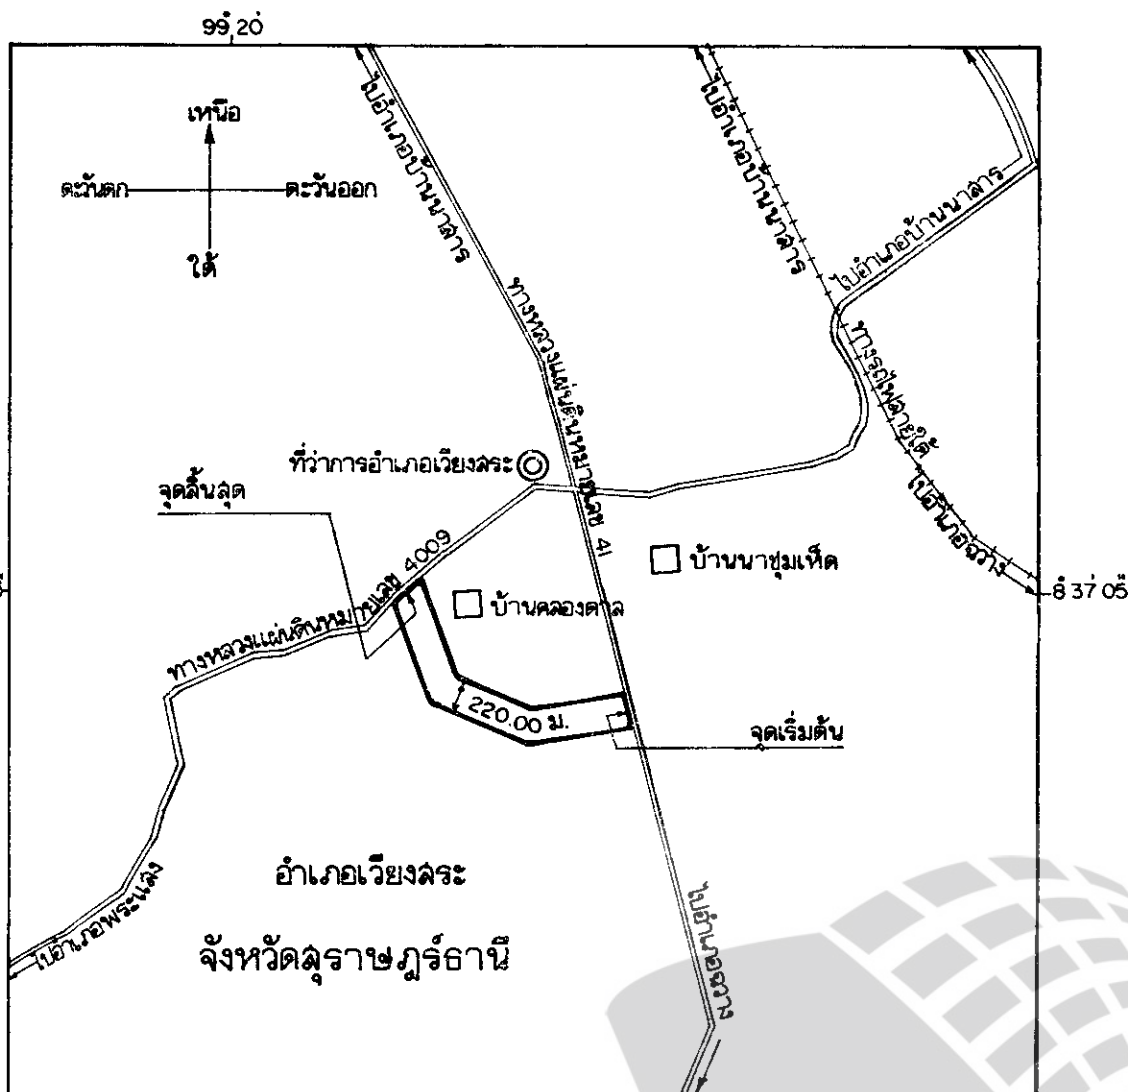 99° 20'
เหนือ
ตะวันตก
ตะวันออก
ใต้
ไปอำเภอบ้านนาสาร
ไปอำเภอบ้านนาสาร
ไปอำเภอบ้านนาสาร
ทางหลวงแผ่นดินหมายเลข 41
ทางรถไฟสายใต้
ไปอำเภอฉวาง
ที่ว่าการอำเภอเวียงสระ
จุดสิ้นสุด
ทางหลวงแผ่นดินหมายเลข 4009
บ้านนาชุมเห็ด
บ้านคลองตาล
8° 37' 05"
220.00 ม.
จุดเริ่มต้น
อำเภอเวียงสระ
จังหวัดสุราษฎร์ธานี
ไปอำเภอพระแสง
ไปอำเภอฉวาง